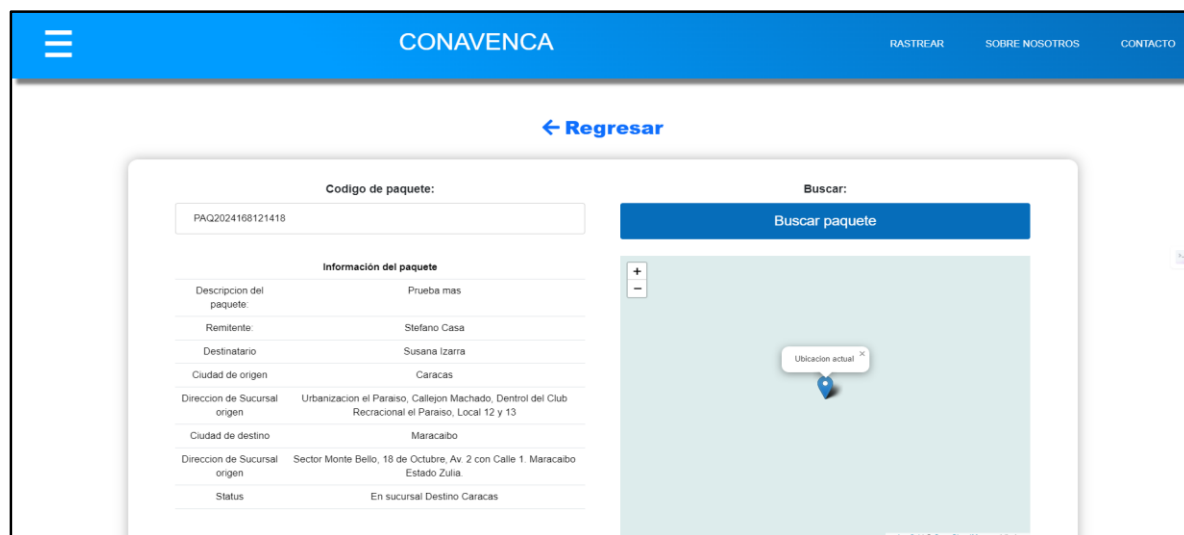 CONAVENCA
RASTREAR
SOBRE NOSOTROS
CONTACTO
Regresar
Codigo de paquete:
PAQ2024168121418
Buscar:
Buscar paquete
Información del paquete
Descripcion del
paquete:
Prueba mas
Remitente:
Stefano Casa
Destinatario
Susana Izarra
Ciudad de origen
Caracas
Direccion de Sucursal
origen
Urbanizacion el Paraiso, Callejon Machado, Dentrol del Club
Recracional el Paraiso, Local 12 y 13
Ciudad de destino
Maracaibo
Direccion de Sucursal
origen
Sector Monte Bello, 18 de Octubre, Av. 2 con Calle 1. Maracaibo
Estado Zulia.
Status
En sucursal Destino Caracas
+
−
Ubicacion actual ×